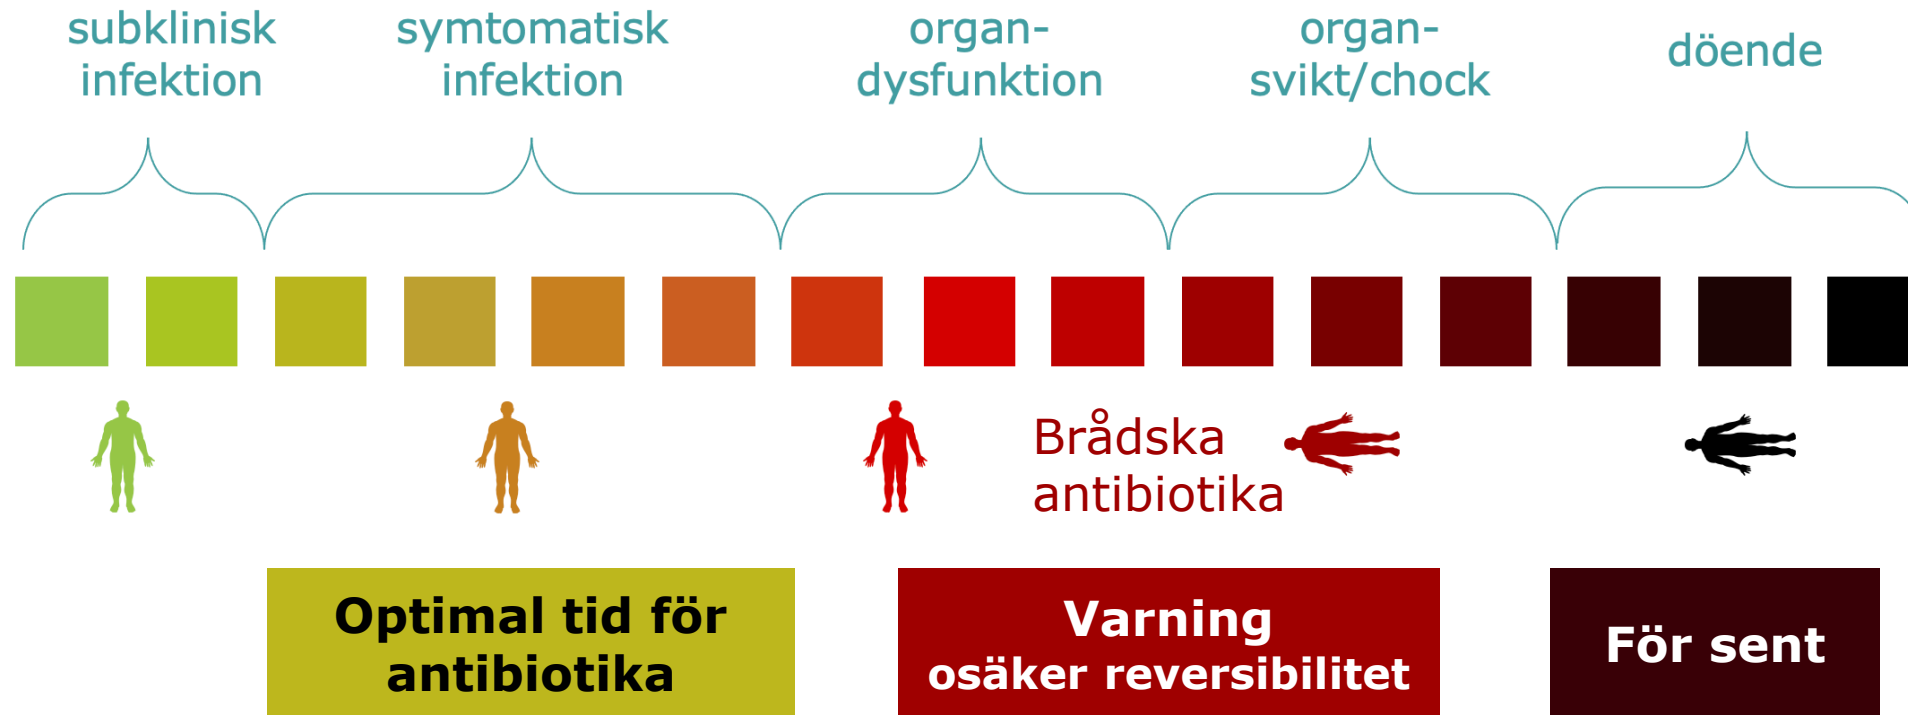 subklinisk
infektion
symtomatisk
infektion
organ-
dysfunktion
organ-
svikt/chock
döende
Brådska
antibiotika
Optimal tid för
antibiotika
Varning
osäker reversibilitet
För sent